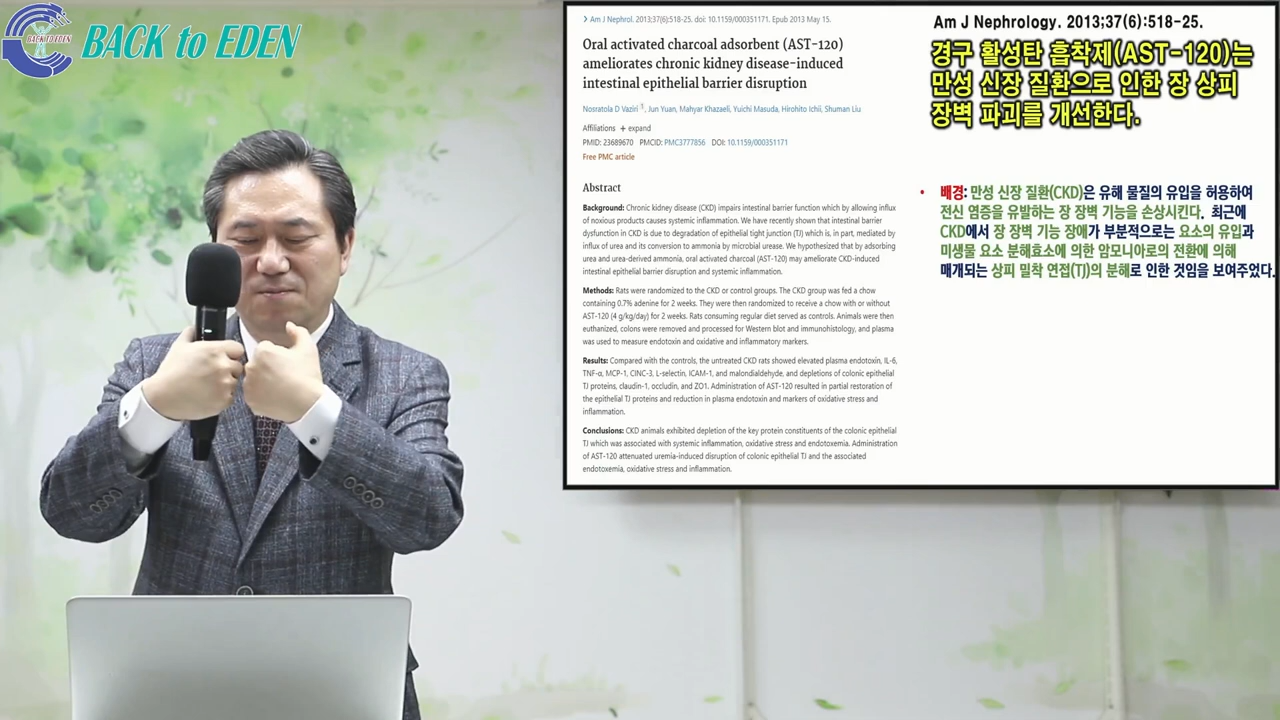 BACK TO EDEN
BACK to EDEN
Am J Nephrol. 2013;37(6):518-25. doi: 10.1159/000351171. Epub 2013 May 15.
Oral activated charcoal adsorbent (AST-120)
ameliorates chronic kidney disease-induced
intestinal epithelial barrier disruption
Nosratola D Vaziri 1, Jun Yuan, Mahyar Khazaeli, Yuichi Masuda, Hirohito Ichii, Shuman Liu
Affiliations + expand
PMID: 23689670 PMCID: PMC3777856 DOI: 10.1159/000351171
Free PMC article
Abstract
Background: Chronic kidney disease (CKD) impairs intestinal barrier function which by allowing influx
of noxious products causes systemic inflammation. We have recently shown that intestinal barrier
dysfunction in CKD is due to degradation of epithelial tight junction (TJ) which is, in part, mediated by
influx of urea and its conversion to ammonia by microbial urease. We hypothesized that by adsorbing
urea and urea-derived ammonia, oral activated charcoal (AST-120) may ameliorate CKD-induced
intestinal epithelial barrier disruption and systemic inflammation.
Methods: Rats were randomized to the CKD or control groups. The CKD group was fed a chow
containing 0.7% adenine for 2 weeks. They were then randomized to receive a chow with or without
AST-120 (4 g/kg/day) for 2 weeks. Rats consuming regular diet served as controls. Animals were then
euthanized, colons were removed and processed for Western blot and immunohistology, and plasma
was used to measure endotoxin and oxidative and inflammatory markers.
Results: Compared with the controls, the untreated CKD rats showed elevated plasma endotoxin, IL-6,
TNF-α, MCP-1, CINC-3, L-selectin, ICAM-1, and malondialdehyde, and depletions of colonic epithelial
TJ proteins, claudin-1, occludin, and ZO1. Administration of AST-120 resulted in partial restoration of
the epithelial TJ proteins and reduction in plasma endotoxin and markers of oxidative stress and
inflammation.
Conclusions: CKD animals exhibited depletion of the key protein constituents of the colonic epithelial
TJ which was associated with systemic inflammation, oxidative stress and endotoxemia. Administration
of AST-120 attenuated uremia-induced disruption of colonic epithelial TJ and the associated
endotoxemia, oxidative stress and inflammation.
Am J Nephrology. 2013;37(6):518-25.
경구 활성탄 흡착제(AST-120)는
만성 신장 질환으로 인한 장 상피
장벽 파괴를 개선한다.
• 배경: 만성 신장 질환(CKD)은 유해 물질의 유입을 허용하여
전신 염증을 유발하는 장 장벽 기능을 손상시킨다. 최근에
CKD에서 장 장벽 기능 장애가 부분적으로는 요소의 유입과
미생물 요소 분해효소에 의한 암모니아로의 전환에 의해
매개되는 상피 밀착 연접(TJ)의 분해로 인한 것임을 보여주었다.